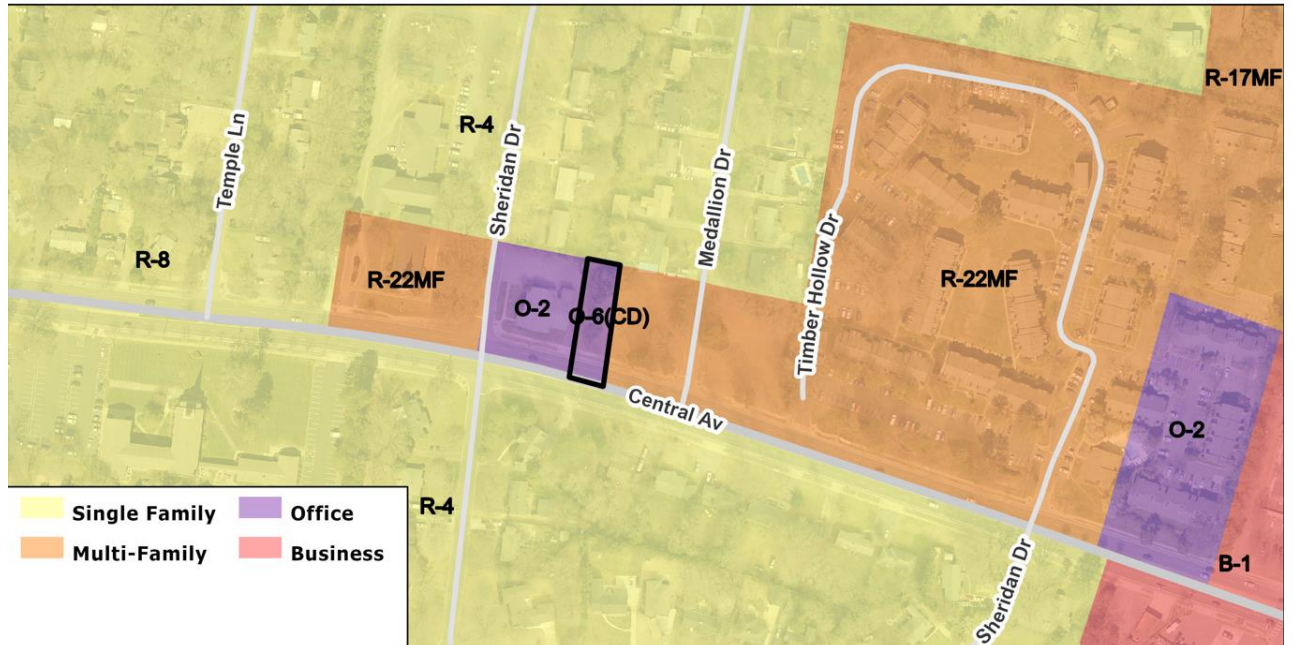 R-17MF
R-4
Temple Ln
Sheridan Dr
Medallion Dr
Timber Hollow Dr
R-8
R-22MF
O-2
O-6(CD)
R-22MF
Central Av
O-2
R-4
B-1
Sheridan Dr
Single Family
Office
Multi-Family
Business